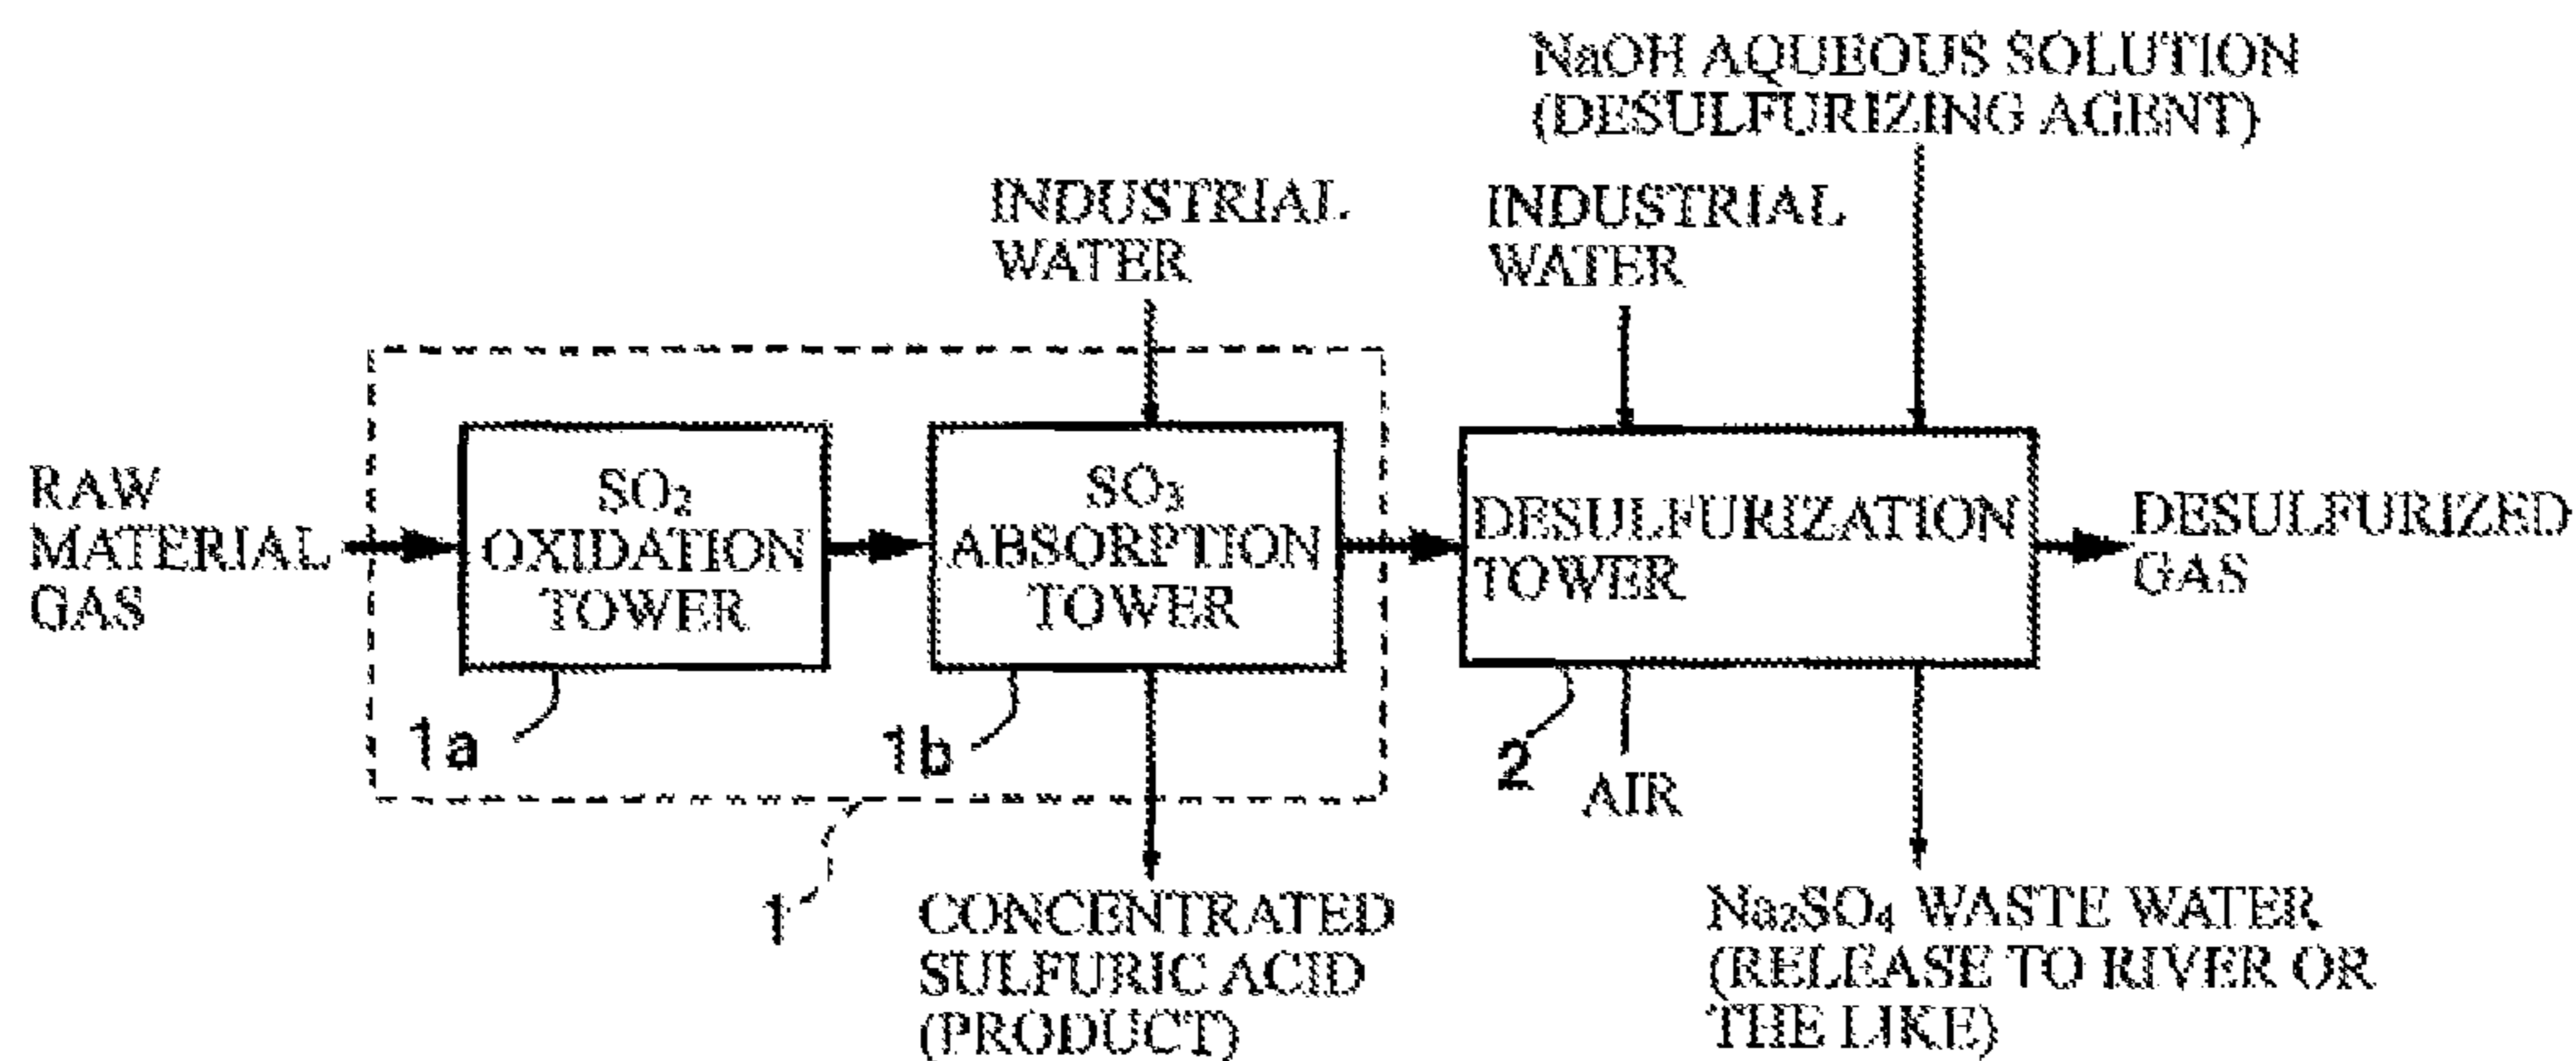 NaOH AQUEOUS SOLUTION
(DESULFURIZING AGENT)
INDUSTRIAL
WATER
INDUSTRIAL
WATER
RAW
MATERIAL
GAS
SO₂
OXIDATION
TOWER
SO₃
ABSORPTION
TOWER
DESULFURIZATION
TOWER
DESULFURIZED
GAS
1a
1b
2
AIR
1
CONCENTRATED
SULFURIC ACID
(PRODUCT)
Na₂SO₄ WASTE WATER
(RELEASE TO RIVER OR
THE LIKE)